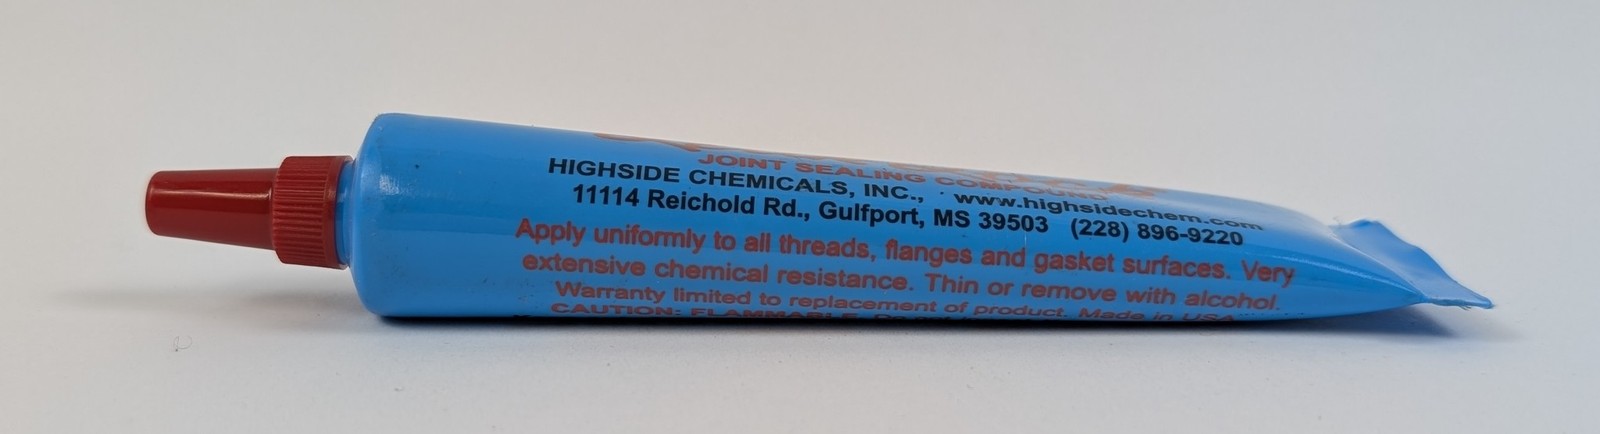 JOINT SEALING COMPOUND
HIGHSIDE CHEMICALS, INC., · www.highsidechem.com
11114 Reichold Rd., Gulfport, MS 39503 (228) 896-9220
Apply uniformly to all threads, flanges and gasket surfaces. Very
extensive chemical resistance. Thin or remove with alcohol.
Warranty limited to replacement of product. Made in USA
CAUTION: FLAMMABLE.